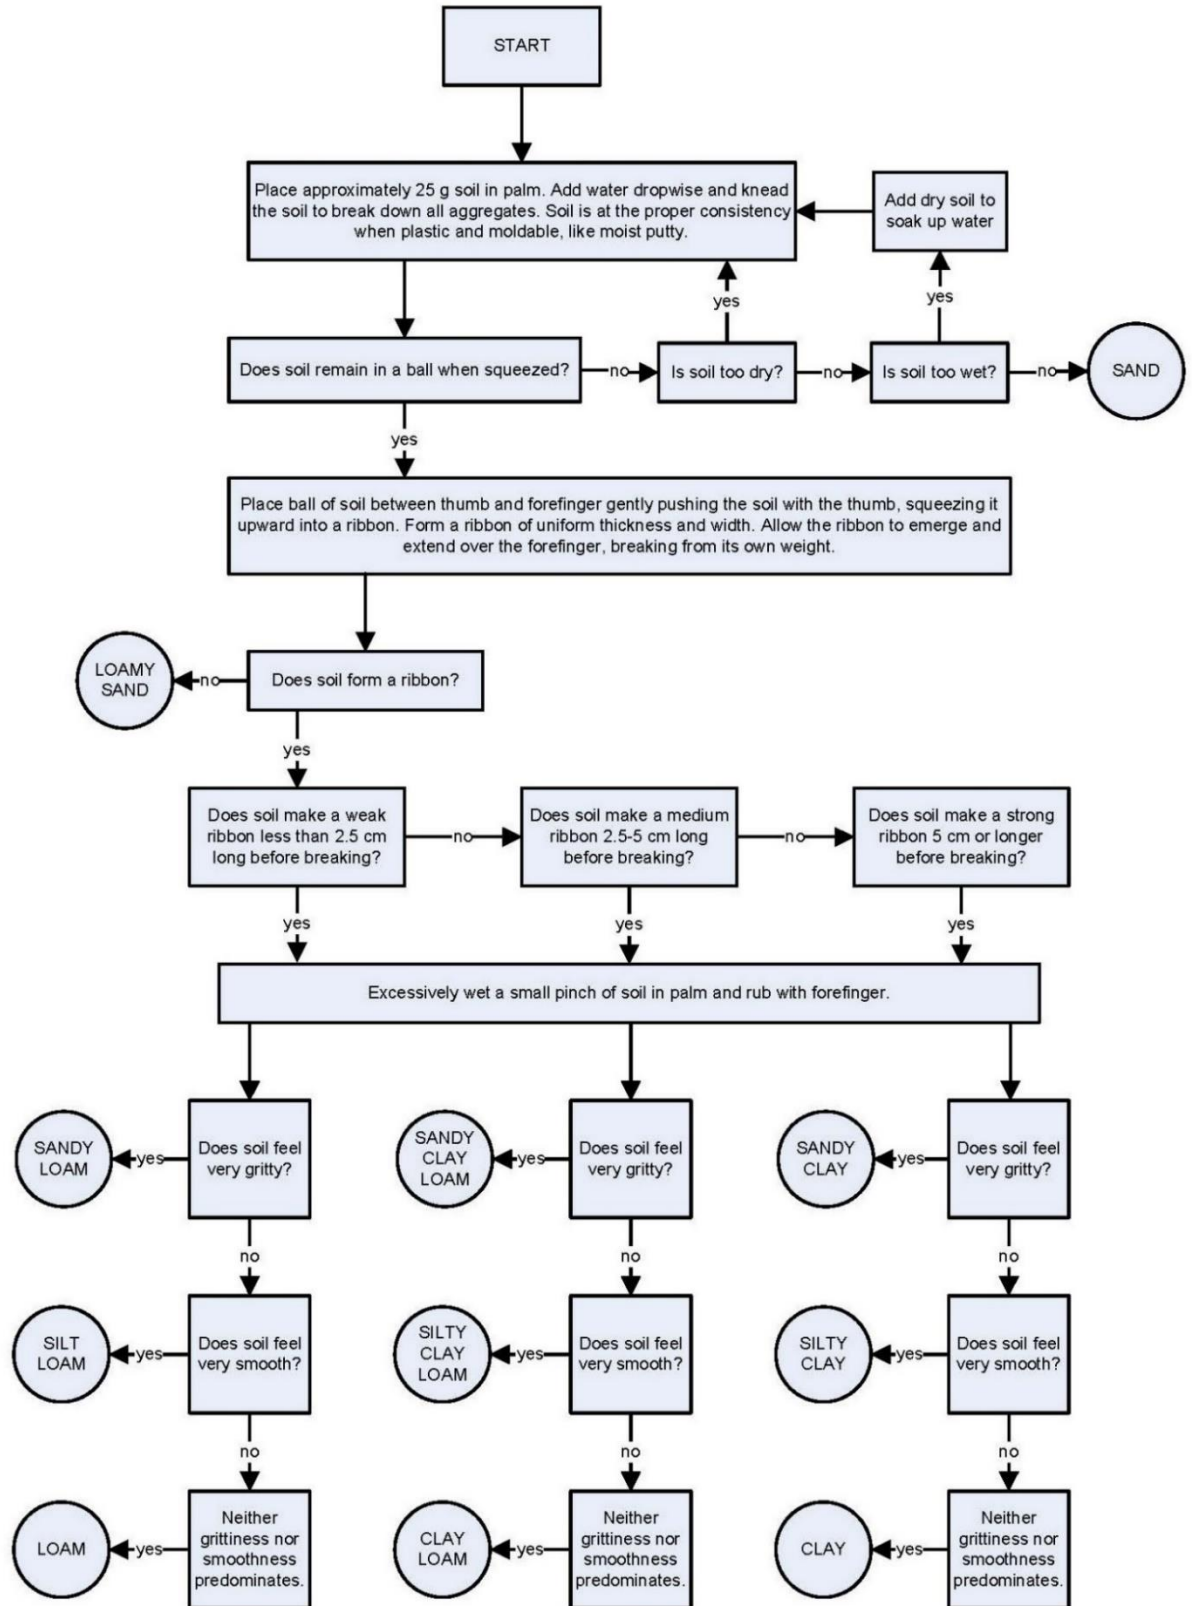 START
Place approximately 25 g soil in palm. Add water dropwise and knead
the soil to break down all aggregates. Soil is at the proper consistency
when plastic and moldable, like moist putty.
Add dry soil to
soak up water
yes
yes
Does soil remain in a ball when squeezed?
no
Is soil too dry?
no
Is soil too wet?
no
SAND
yes
Place ball of soil between thumb and forefinger gently pushing the soil with the thumb, squeezing it
upward into a ribbon. Form a ribbon of uniform thickness and width. Allow the ribbon to emerge and
extend over the forefinger, breaking from its own weight.
LOAMY
SAND
no
Does soil form a ribbon?
yes
Does soil make a weak
ribbon less than 2.5 cm
long before breaking?
no
Does soil make a medium
ribbon 2.5-5 cm long
before breaking?
no
Does soil make a strong
ribbon 5 cm or longer
before breaking?
yes
yes
yes
Excessively wet a small pinch of soil in palm and rub with forefinger.
SANDY
LOAM
yes
Does soil feel
very gritty?
SANDY
CLAY
LOAM
yes
Does soil feel
very gritty?
SANDY
CLAY
yes
Does soil feel
very gritty?
no
no
no
SILT
LOAM
yes
Does soil feel
very smooth?
SILTY
CLAY
LOAM
yes
Does soil feel
very smooth?
SILTY
CLAY
yes
Does soil feel
very smooth?
no
no
no
LOAM
yes
Neither
grittiness nor
smoothness
predominates.
CLAY
LOAM
yes
Neither
grittiness nor
smoothness
predominates.
CLAY
yes
Neither
grittiness nor
smoothness
predominates.